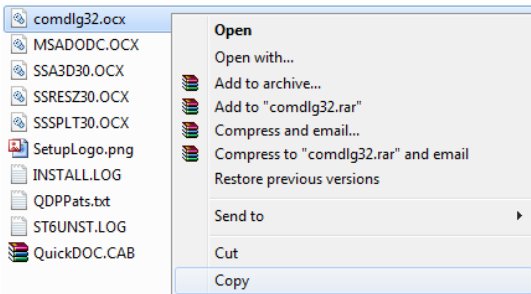 comdlg32.ocx
MSADODC.OCX
SSA3D30.OCX
SSRESZ30.OCX
SSSPLT30.OCX
SetupLogo.png
INSTALL.LOG
QDPPats.txt
ST6UNST.LOG
QuickDOC.CAB
Open
Open with...
Add to archive...
Add to "comdlg32.rar"
Compress and email...
Compress to "comdlg32.rar" and email
Restore previous versions
Send to
Cut
Copy